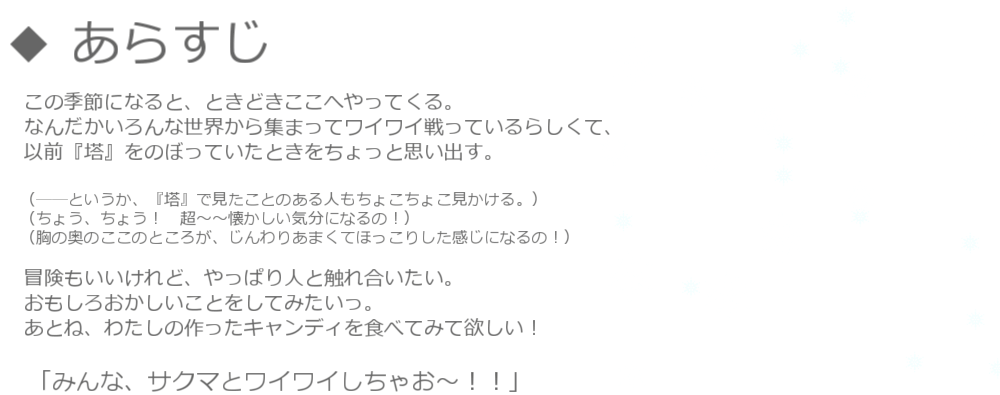 ◆ あらすじ
この季節になると、ときどきここへやってくる。
なんだかいろんな世界から集まってワイワイ戦っているらしくて、
以前『塔』をのぼっていたときをちょっと思い出す。
（──というか、『塔』で見たことのある人もちょこちょこ見かける。）
（ちょう、ちょう！　超～～懐かしい気分になるの！）
（胸の奥のここのところが、じんわりあまくてほっこりした感じになるの！）
冒険もいいけれど、やっぱり人と触れ合いたい。
おもしろおかしいことをしてみたいっ。
あとね、わたしの作ったキャンディを食べてみて欲しい！
「みんな、サクマとワイワイしちゃお～！！」